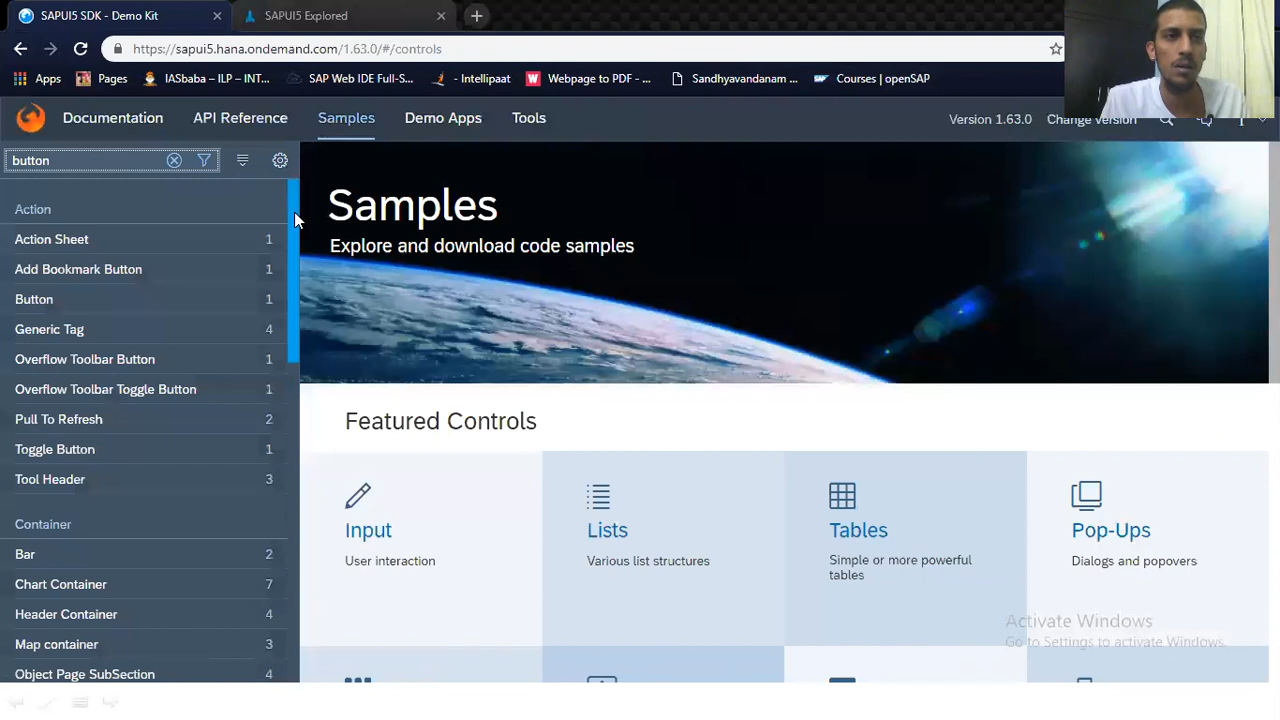 SAPUI5 SDK - Demo Kit
SAPUI5 Explored
https://sapui5.hana.ondemand.com/1.63.0/#/controls
Apps
Pages
IASbaba – ILP – INT...
SAP Web IDE Full-S...
- Intellipaat
Webpage to PDF - ...
Sandhyavandanam ...
Courses | openSAP
Documentation
API Reference
Samples
Demo Apps
Tools
Version 1.63.0
Change version
button
Action
Action Sheet 1
Add Bookmark Button 1
Button 1
Generic Tag 4
Overflow Toolbar Button 1
Overflow Toolbar Toggle Button 1
Pull To Refresh 2
Toggle Button 1
Tool Header 3
Container
Bar 2
Chart Container 7
Header Container 4
Map container 3
Object Page SubSection 4
Samples
Explore and download code samples
Featured Controls
Input
User interaction
Lists
Various list structures
Tables
Simple or more powerful
tables
Pop-Ups
Dialogs and popovers
Activate Windows
Go to Settings to activate Windows.